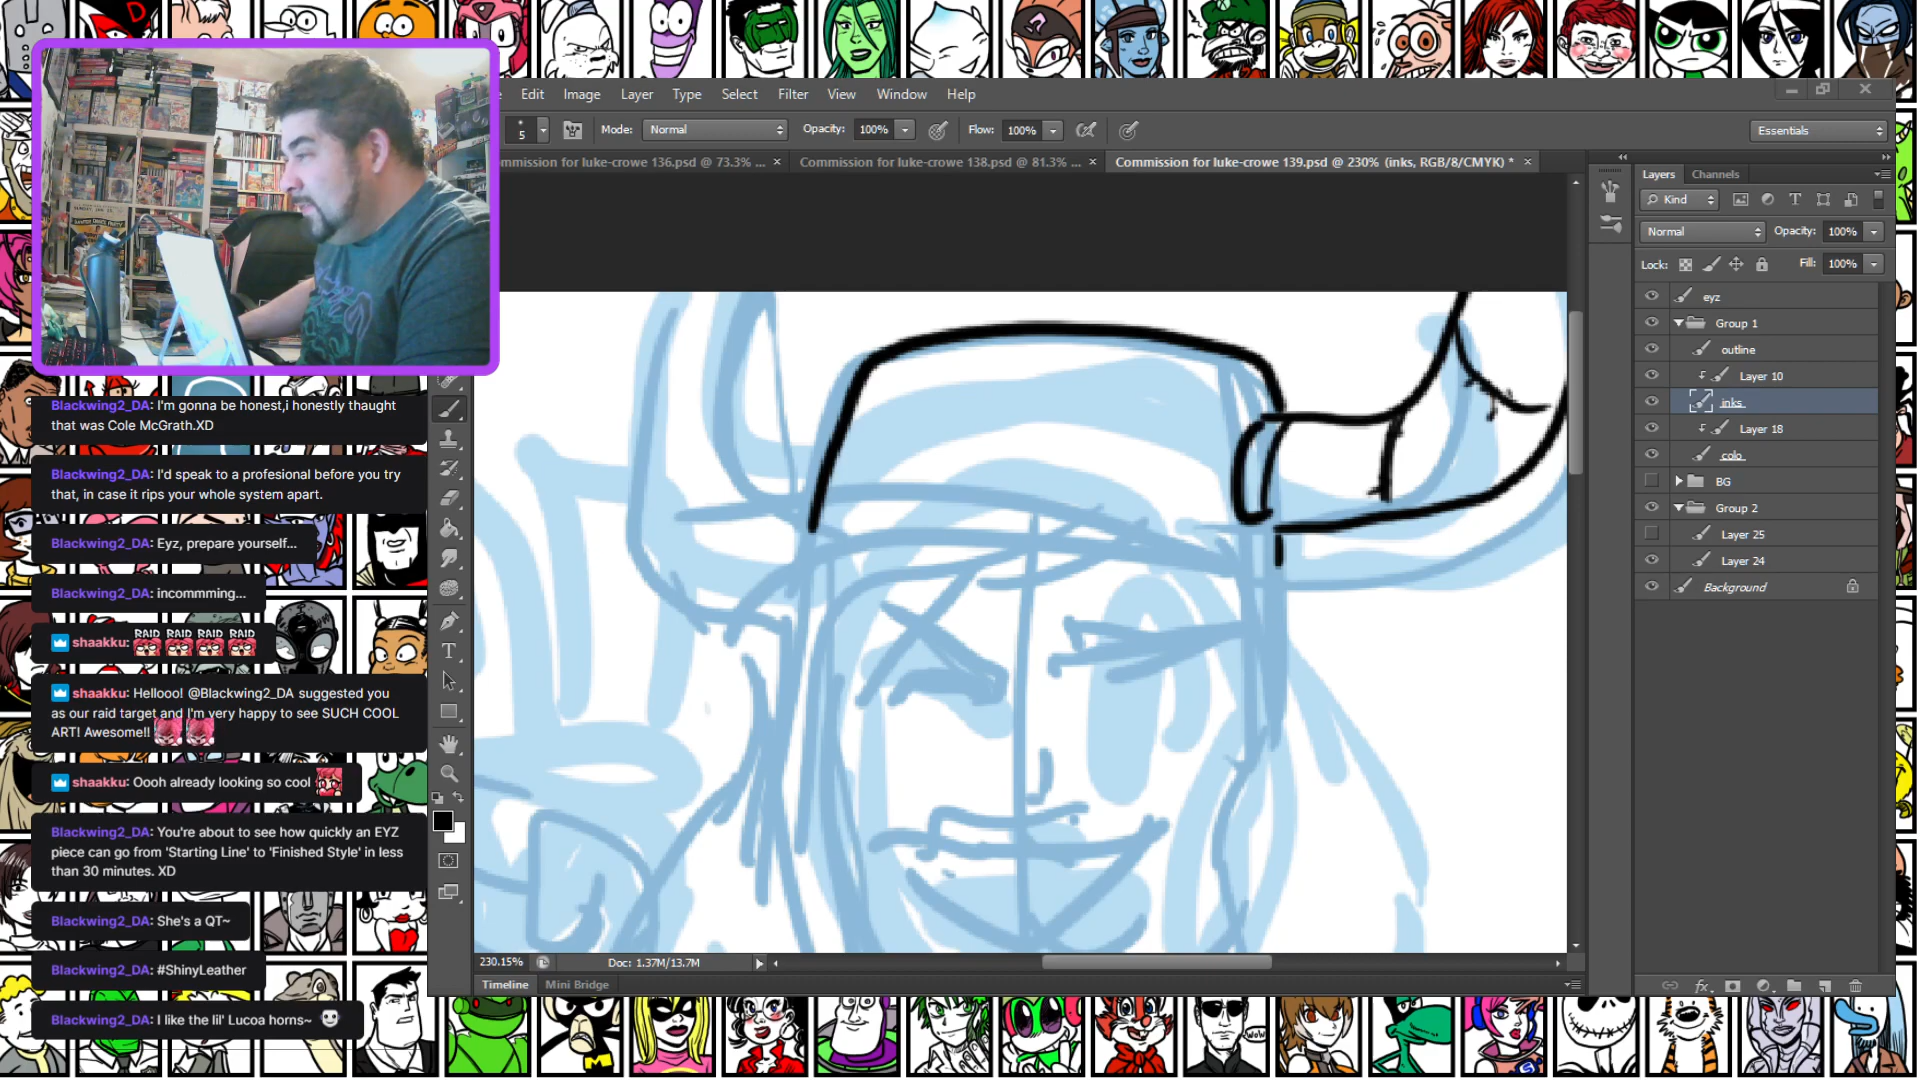 Edit Image Layer Type Select Filter View Window Help
5 Mode: Normal Opacity: 100% Flow: 100% Essentials
ommission for luke-crowe 136.psd @ 73.3% ... × Commission for luke-crowe 138.psd @ 81.3% ... × Commission for luke-crowe 139.psd @ 230% (inks, RGB/8/CMYK) * ×
Layers Channels
Kind
Normal Opacity: 100%
Lock: Fill: 100%
eyz
Group 1
outline
Layer 10
inks
Layer 18
colo
BG
Group 2
Layer 25
Layer 24
Background
Blackwing2_DA: I'm gonna be honest,i honestly thaught
that was Cole McGrath.XD
Blackwing2_DA: I'd speak to a profesional before you try
that, in case it rips your whole system apart.
Blackwing2_DA: Eyz, prepare yourself...
Blackwing2_DA: incommming...
shaakku: RAID RAID RAID RAID
shaakku: Hellooo! @Blackwing2_DA suggested you
as our raid target and I'm very happy to see SUCH COOL
ART! Awesome!!
shaakku: Oooh already looking so cool
Blackwing2_DA: You're about to see how quickly an EYZ
piece can go from 'Starting Line' to 'Finished Style' in less
than 30 minutes. XD
Blackwing2_DA: She's a QT~
Blackwing2_DA: #ShinyLeather
Blackwing2_DA: I like the lil' Lucoa horns~
230.15% Doc: 1.37M/13.7M
Timeline Mini Bridge
WOW